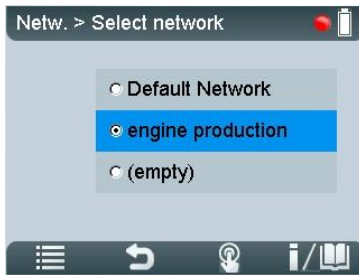 Netw. > Select network
Default Network
engine production
(empty)
i/